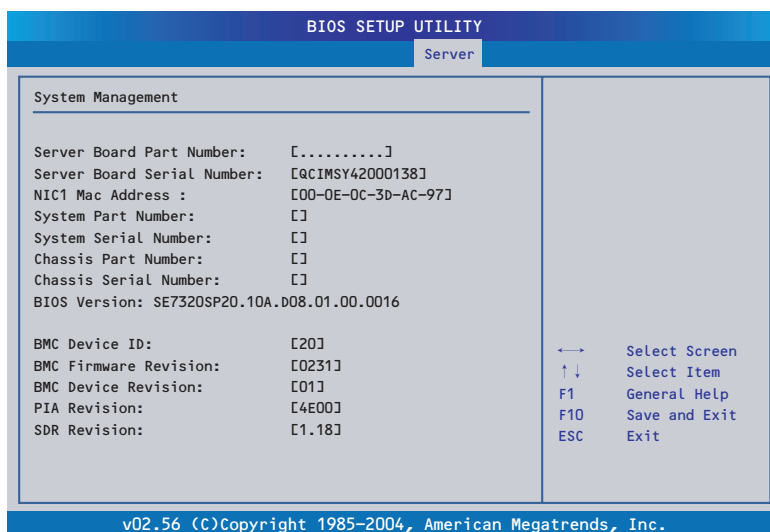 BIOS SETUP UTILITY
Server
System Management
Server Board Part Number: [..........]
Server Board Serial Number: [QCIMSY42000138]
NIC1 Mac Address : [00-0E-0C-3D-AC-97]
System Part Number: []
System Serial Number: []
Chassis Part Number: []
Chassis Serial Number: []
BIOS Version: SE7320SP20.10A.D08.01.00.0016
BMC Device ID: [20]
BMC Firmware Revision: [0231]
BMC Device Revision: [01]
PIA Revision: [4E00]
SDR Revision: [1.18]
←→ Select Screen
↑↓ Select Item
F1 General Help
F10 Save and Exit
ESC Exit
v02.56 (C)Copyright 1985-2004, American Megatrends, Inc.